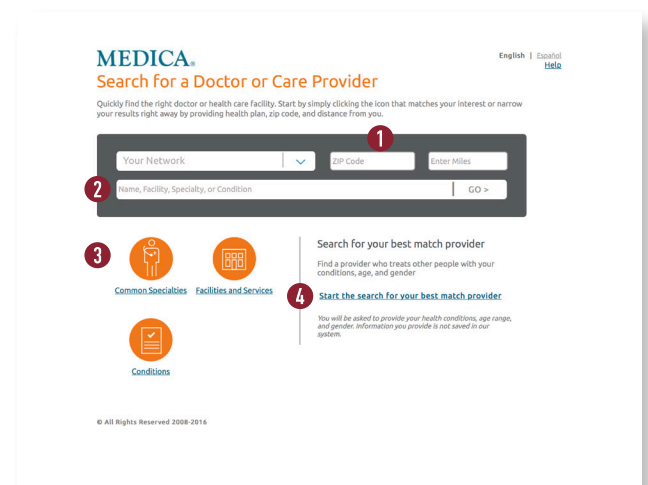 MEDICA®
English | Español
Help
Search for a Doctor or Care Provider
Quickly find the right doctor or health care facility. Start by simply clicking the icon that matches your interest or narrow
your results right away by providing health plan, zip code, and distance from you.
1
Your Network
ZIP Code
Enter Miles
2
Name, Facility, Specialty, or Condition
GO >
3
Common Specialties
Facilities and Services
Conditions
Search for your best match provider
Find a provider who treats other people with your
conditions, age, and gender
4
Start the search for your best match provider
You will be asked to provide your health conditions, age range,
and gender. Information you provide is not saved in our
system.
© All Rights Reserved 2008-2016